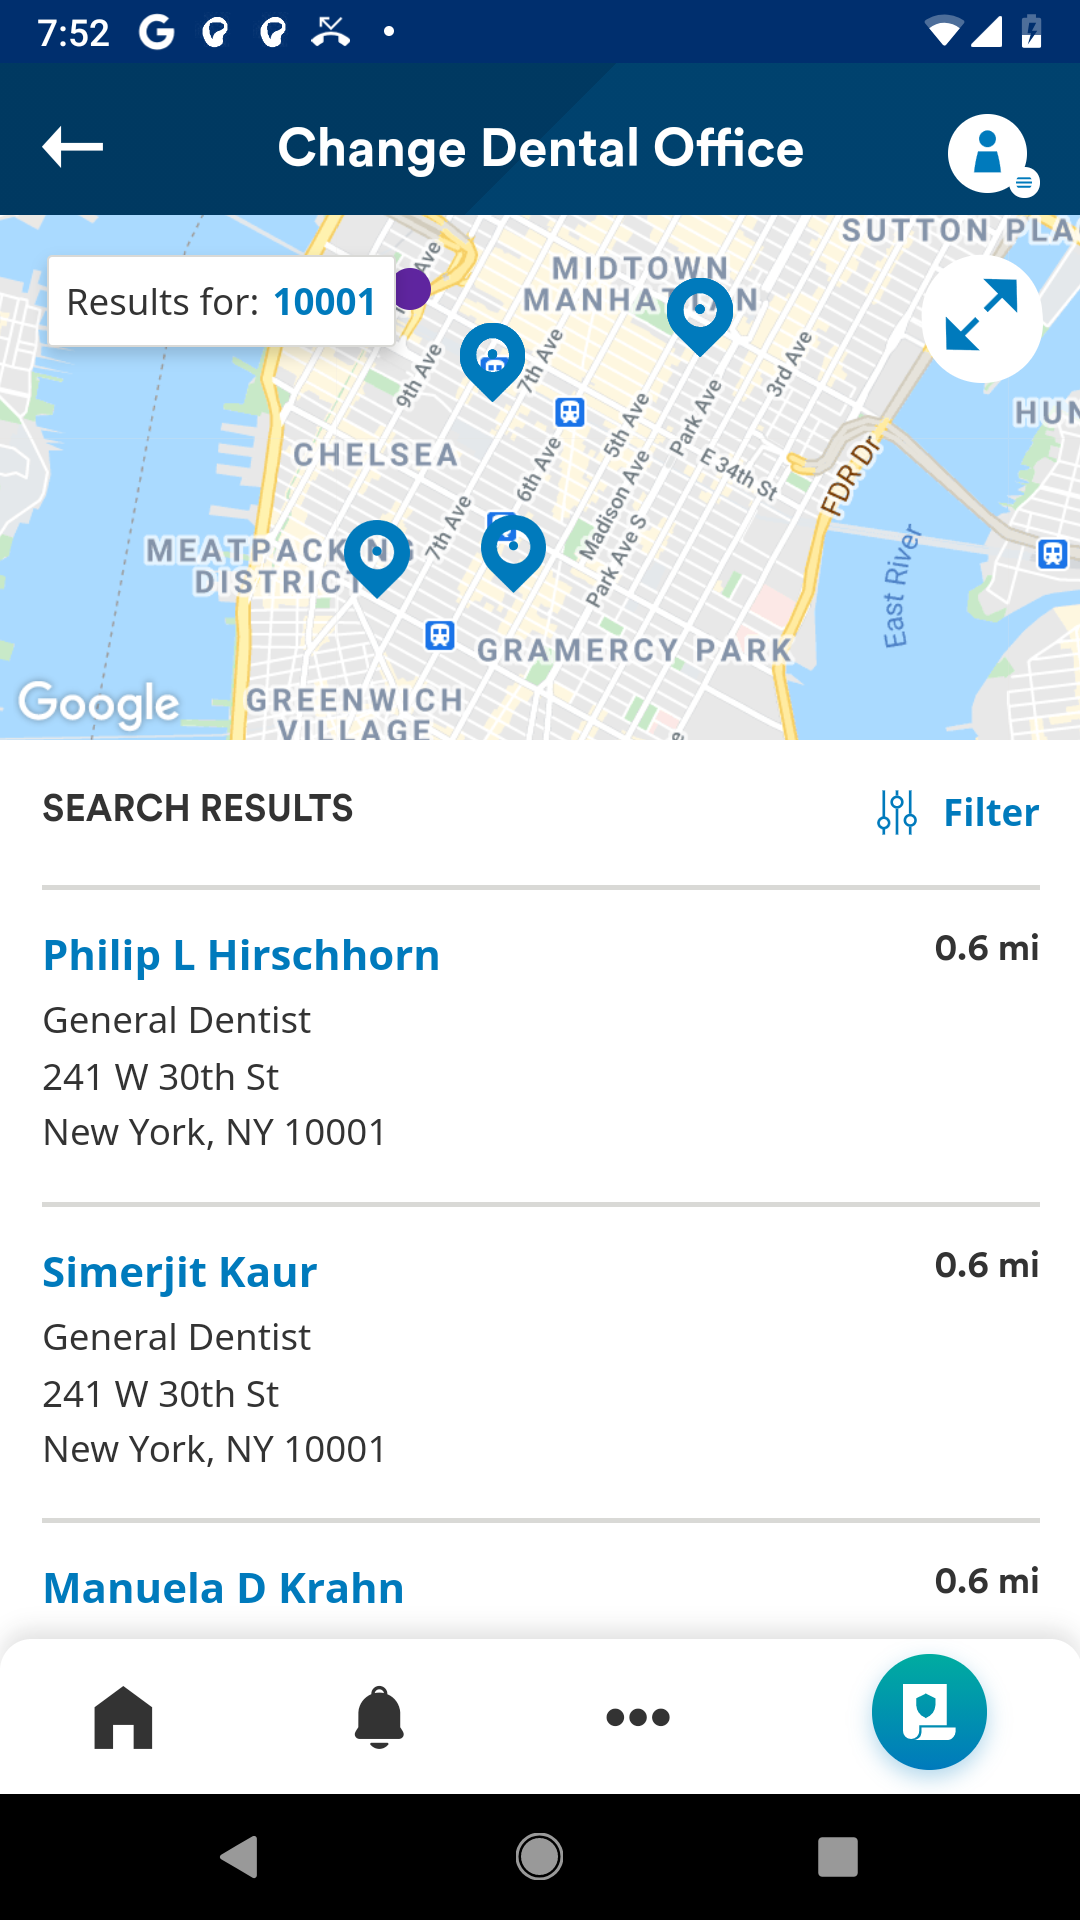 7:52
Change Dental Office
Results for: 10001
SUTTON PLA
MIDTOWN
MANHATTAN
Ave
9th Ave
7th Ave
3rd Ave
5th Ave
Park Ave
HUN
CHELSEA
6th Ave
E 34th St
FDR Dr
Madison Ave
7th Ave
Park Ave S
MEATPACKING
DISTRICT
East River
GRAMERCY PARK
Google
GREENWICH
VILLAGE
SEARCH RESULTS
Filter
Philip L Hirschhorn
0.6 mi
General Dentist
241 W 30th St
New York, NY 10001
Simerjit Kaur
0.6 mi
General Dentist
241 W 30th St
New York, NY 10001
Manuela D Krahn
0.6 mi